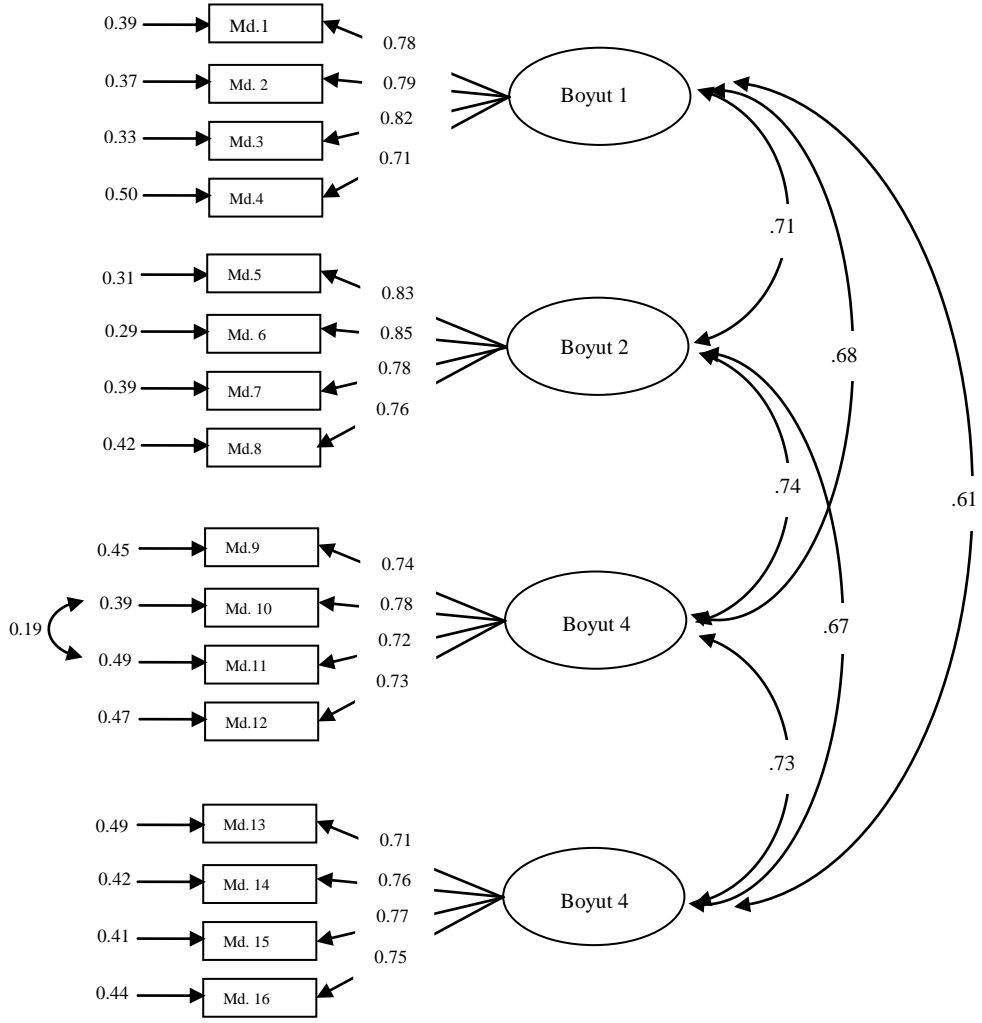 0.39 Md.1 0.78
0.37 Md. 2 0.79
0.33 Md.3 0.82
0.50 Md.4 0.71
Boyut 1
.71
0.31 Md.5 0.83
0.29 Md. 6 0.85
0.39 Md.7 0.78
0.42 Md.8 0.76
Boyut 2
.68
.74
.61
0.45 Md.9 0.74
0.39 Md. 10 0.78
0.19
0.49 Md.11 0.72
0.47 Md.12 0.73
Boyut 4
.67
.73
0.49 Md.13 0.71
0.42 Md. 14 0.76
0.41 Md. 15 0.77
0.44 Md. 16 0.75
Boyut 4